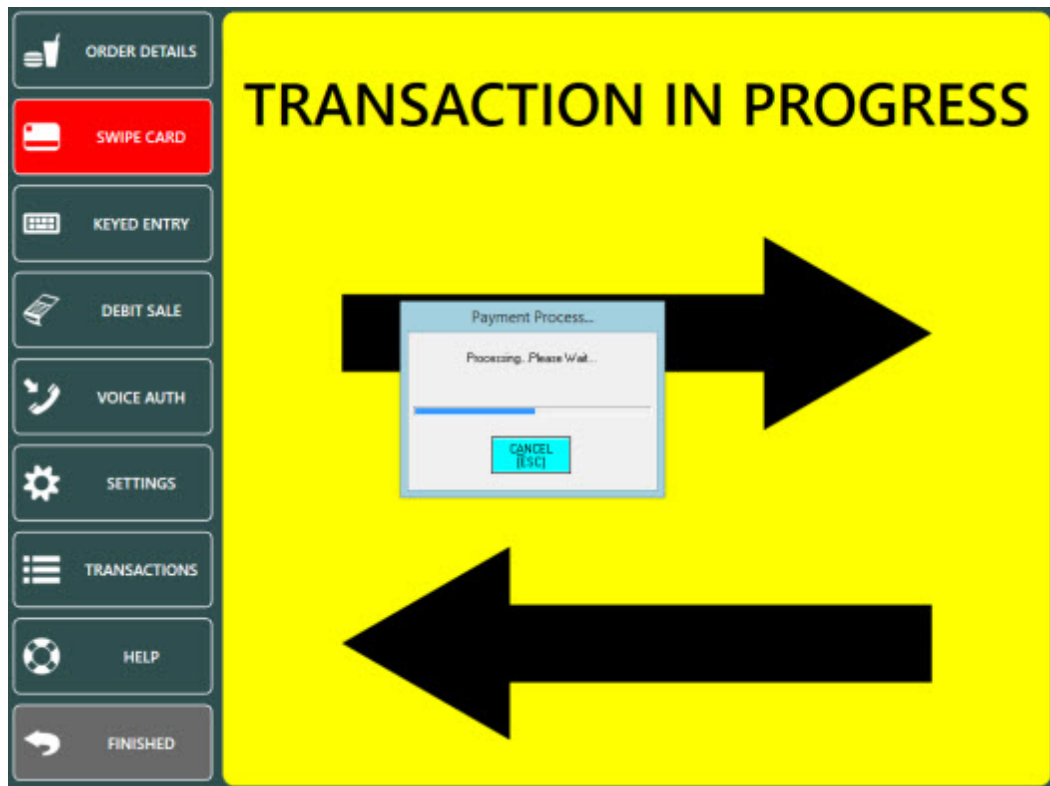 ORDER DETAILS
SWIPE CARD
KEYED ENTRY
DEBIT SALE
VOICE AUTH
SETTINGS
TRANSACTIONS
HELP
FINISHED
TRANSACTION IN PROGRESS
Payment Process...
Processing...Please Wait...
CANCEL
[ESC]